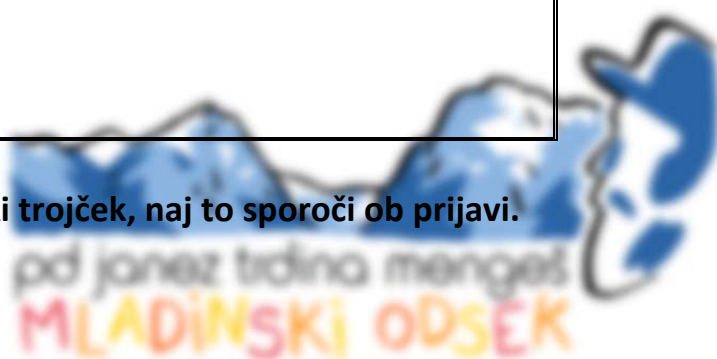 i trojček, naj to sporoči ob prijavi.
pd janez trdina mengeš
MLADINSKI ODSEK